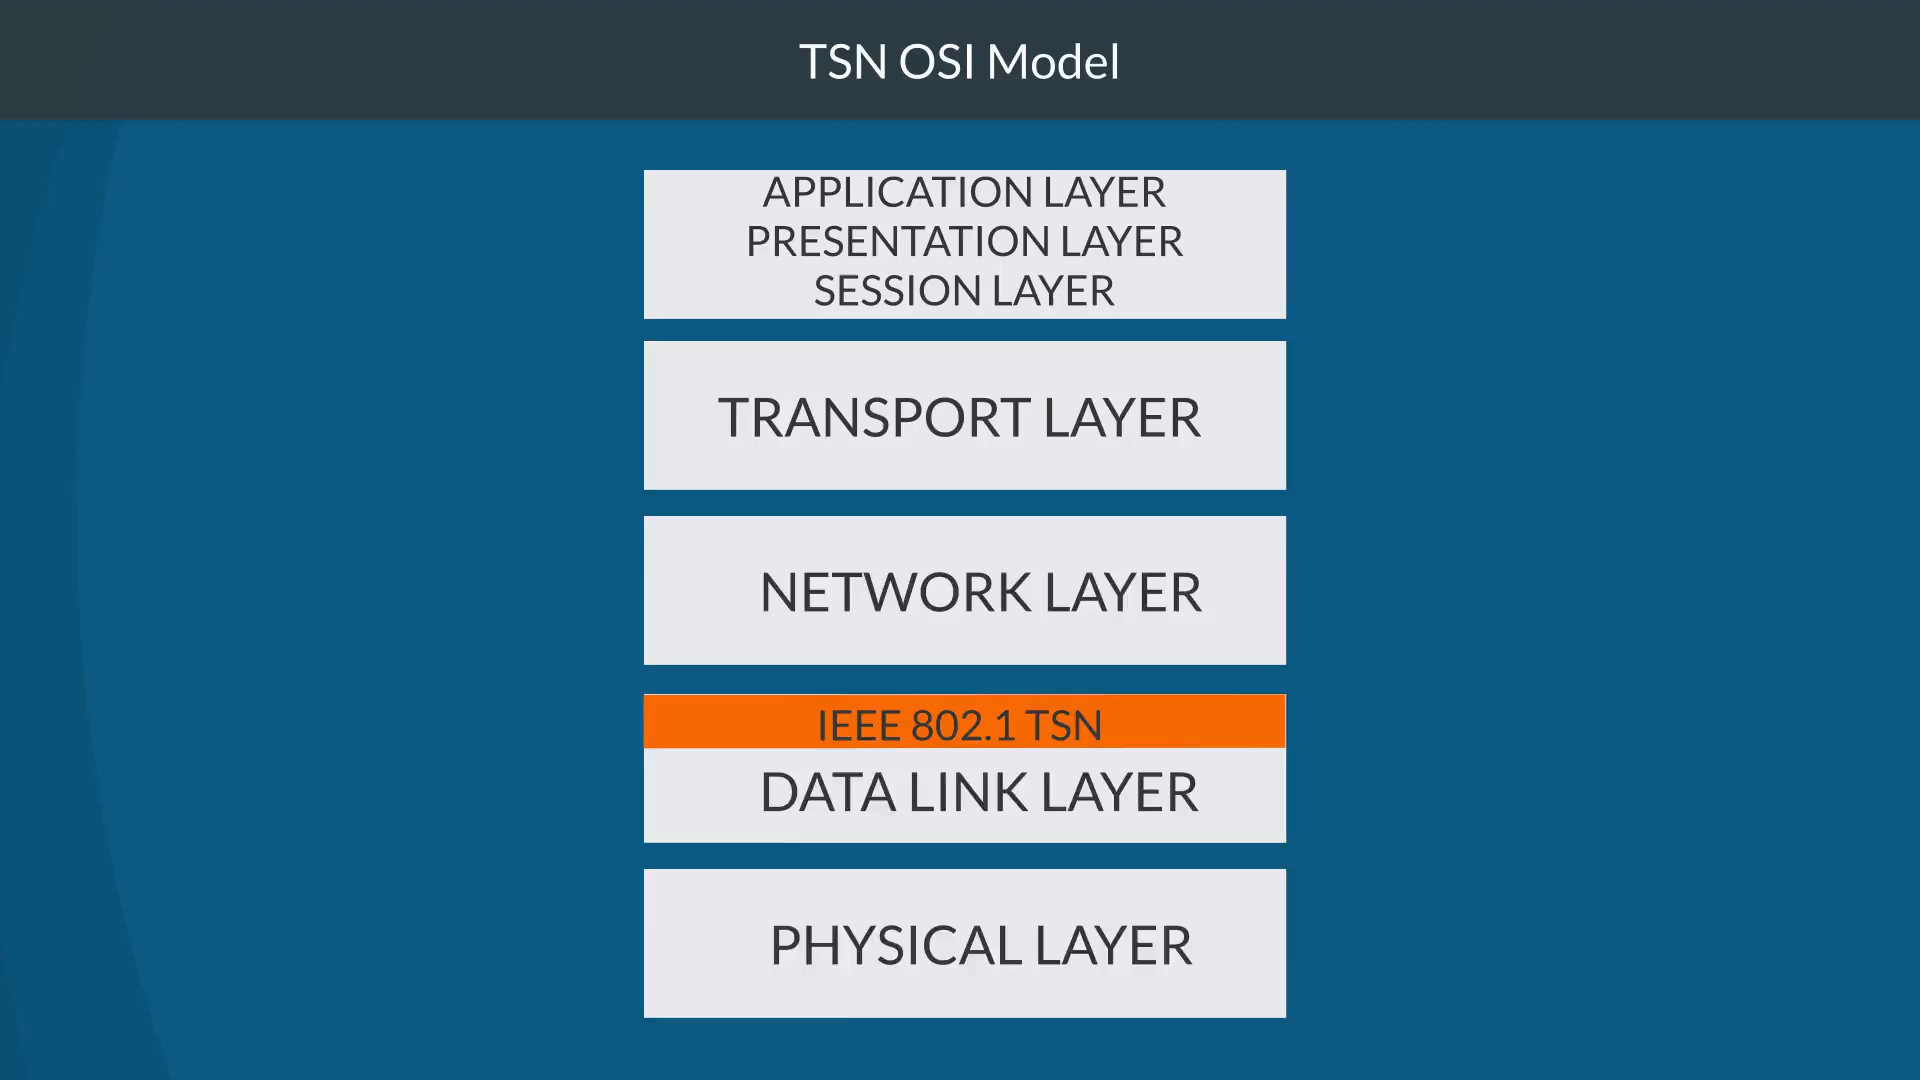 TSN OSI Model
APPLICATION LAYER
PRESENTATION LAYER
SESSION LAYER
TRANSPORT LAYER
NETWORK LAYER
IEEE 802.1 TSN
DATA LINK LAYER
PHYSICAL LAYER